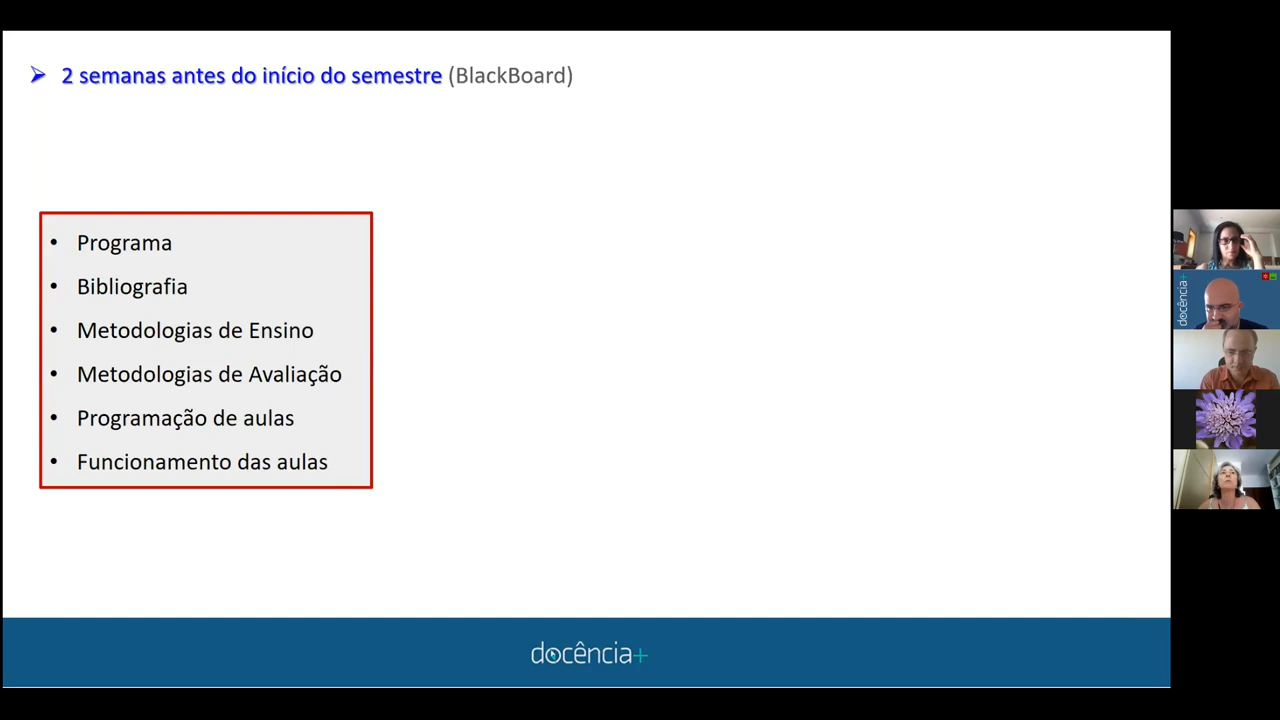 ➢ 2 semanas antes do início do semestre (BlackBoard)
• Programa
• Bibliografia
• Metodologias de Ensino
• Metodologias de Avaliação
• Programação de aulas
• Funcionamento das aulas
docência+
docência+